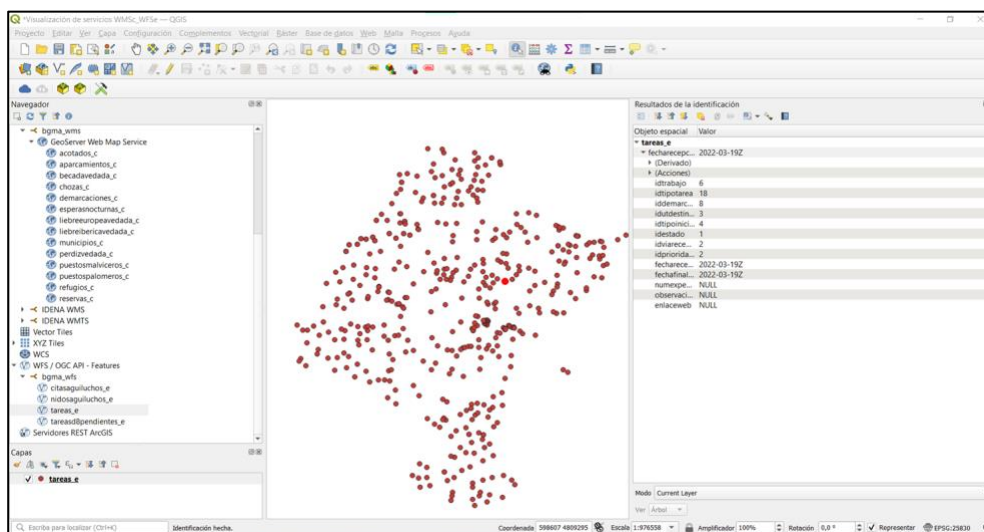 *Visualización de servicios WMSc_WFSe — QGIS
Proyecto Editar Ver Capa Configuración Complementos Vectorial Ráster Base de datos Web Malla Procesos Ayuda
Navegador
bgma_wms
GeoServer Web Map Service
acotados_c
aparcamientos_c
becadavedada_c
chozas_c
demarcaciones_c
esperasnocturnas_c
liebreeuropeavedada_c
liebreibericavedada_c
municipios_c
perdizvedada_c
puestosmalviceros_c
puestospalomeros_c
refugios_c
reservas_c
IDENA WMS
IDENA WMTS
Vector Tiles
XYZ Tiles
WCS
WFS / OGC API - Features
bgma_wfs
citasaguiluchos_e
nidosaguiluchos_e
tareas_e
tareasd8pendientes_e
Servidores REST ArcGIS
Capas
tareas_e
Resultados de la identificación
Objeto espacial Valor
tareas_e
fecharecepc... 2022-03-19Z
(Derivado)
(Acciones)
idtrabajo 6
idtipotarea 18
iddemarc... 8
idutdestin... 3
idtipoinici... 4
idestado 1
idviarece... 2
idpriorida... 2
fecharece... 2022-03-19Z
fechafinal... 2022-03-19Z
numexpe... NULL
observaci... NULL
enlaceweb NULL
Modo Current Layer
Ver Árbol
Escriba para localizar (Ctrl+K) Identificación hecha. Coordenada 598607 4809295 Escala 1:976558 Amplificador 100% Rotación 0,0 ° Representar EPSG:25830